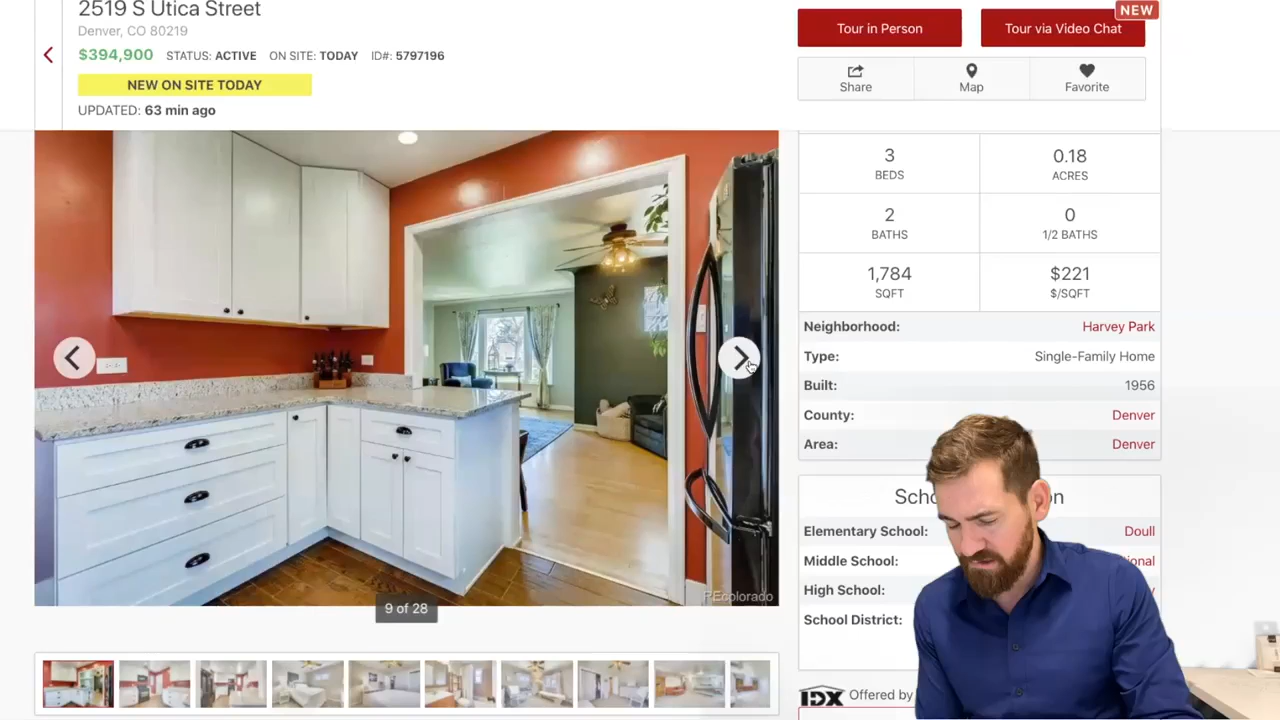 2519 S Utica Street
Denver, CO 80219
$394,900 STATUS: ACTIVE ON SITE: TODAY ID#: 5797196
NEW ON SITE TODAY
UPDATED: 63 min ago
NEW
Tour in Person
Tour via Video Chat
Share
Map
Favorite
3
BEDS
0.18
ACRES
2
BATHS
0
1/2 BATHS
1,784
SQFT
$221
$/SQFT
Neighborhood: Harvey Park
Type: Single-Family Home
Built: 1956
County: Denver
Area: Denver
Elementary School: Doull
Middle School:
High School:
School District:
IDX Offered by
REcolorado
9 of 28